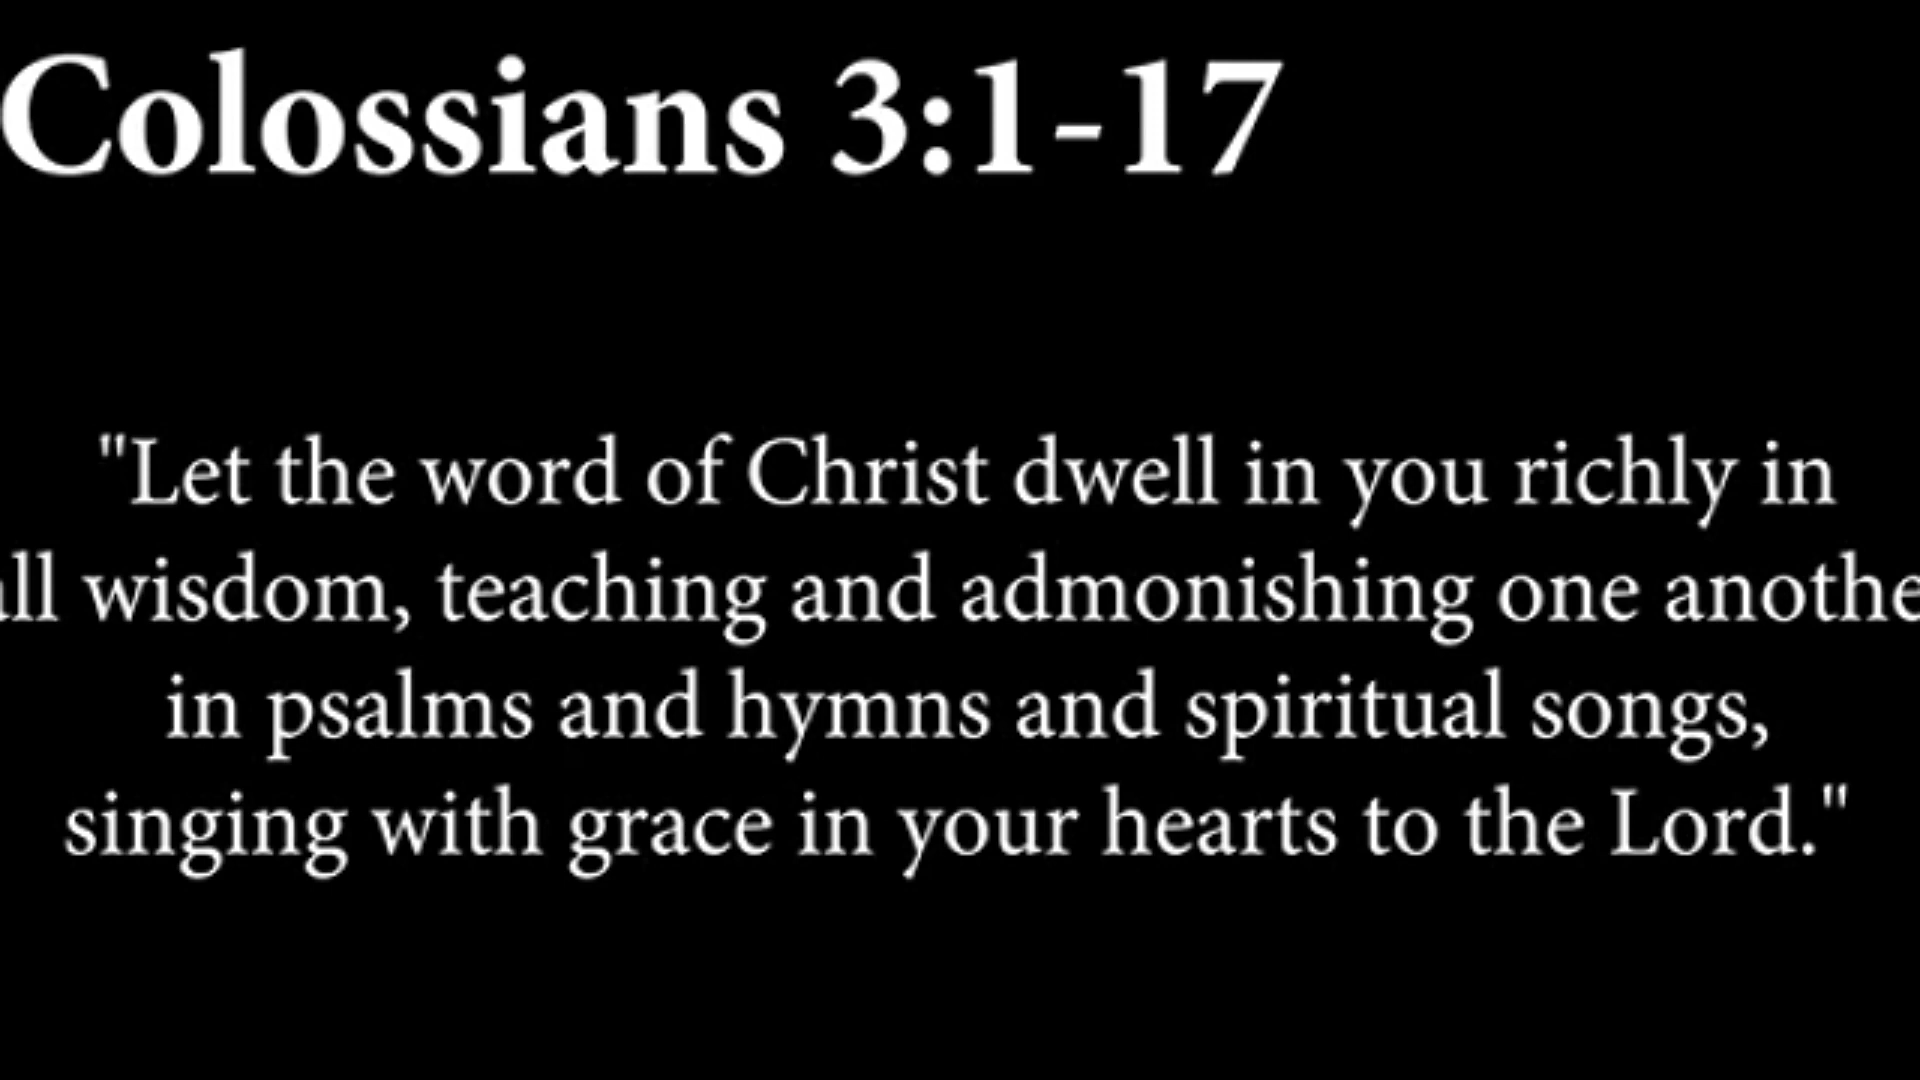 Colossians 3:1-17
"Let the word of Christ dwell in you richly in
all wisdom, teaching and admonishing one anothe
in psalms and hymns and spiritual songs,
singing with grace in your hearts to the Lord."